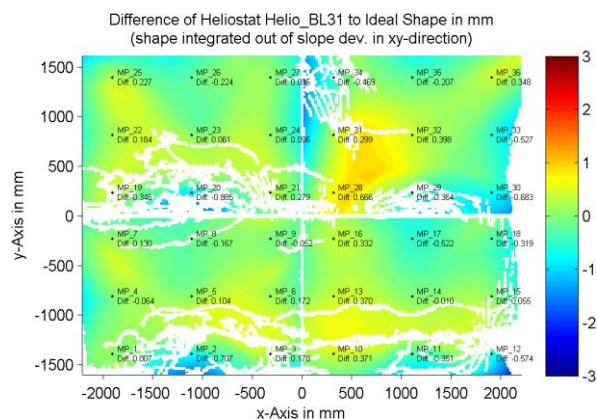 Difference of Heliostat Helio_BL31 to Ideal Shape in mm
(shape integrated out of slope dev. in xy-direction)
1500
1000
500
0
-500
-1000
-1500
y-Axis in mm
MP_25
Diff. 0.227
MP_26
Diff. -0.224
MP_27
Diff. 0.036
MP_34
Diff. -0.469
MP_35
Diff. -0.207
MP_36
Diff. 0.348
MP_22
Diff. 0.184
MP_23
Diff. 0.061
MP_24
Diff. 0.096
MP_31
Diff. 0.299
MP_32
Diff. 0.398
MP_33
Diff. -0.527
MP_19
Diff. 0.346
MP_20
Diff. -0.885
MP_21
Diff. 0.279
MP_28
Diff. 0.666
MP_29
Diff. -0.364
MP_30
Diff. -0.683
MP_7
Diff. 0.130
MP_8
Diff. -0.167
MP_9
Diff. -0.052
MP_16
Diff. 0.332
MP_17
Diff. -0.522
MP_18
Diff. -0.319
MP_4
Diff. -0.064
MP_5
Diff. 0.104
MP_6
Diff. 0.172
MP_13
Diff. 0.370
MP_14
Diff. -0.010
MP_15
Diff. 0.055
MP_1
Diff. 0.007
MP_2
Diff. -0.707
MP_3
Diff. 0.178
MP_10
Diff. 0.371
MP_11
Diff. -0.351
MP_12
Diff. -0.574
-2000 -1500 -1000 -500 0 500 1000 1500 2000
x-Axis in mm
3
2
1
0
-1
-2
-3